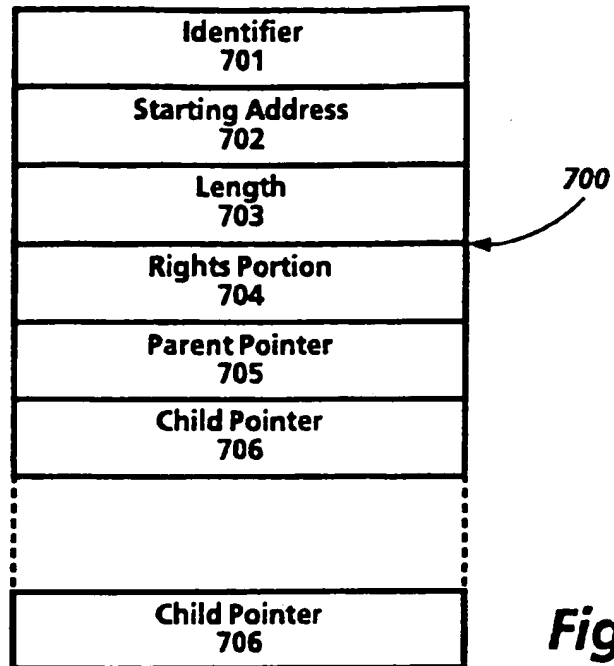 Identifier
701
Starting Address
702
Length
703
700
Rights Portion
704
Parent Pointer
705
Child Pointer
706
Child Pointer
706
Fig